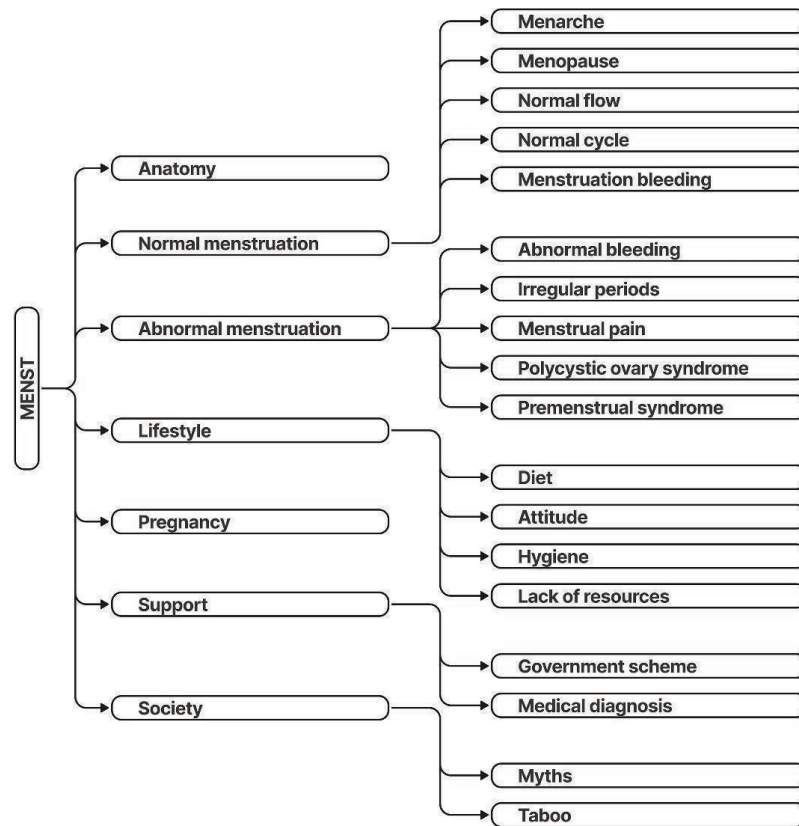 MENST
Anatomy
Normal menstruation
Abnormal menstruation
Lifestyle
Pregnancy
Support
Society
Menarche
Menopause
Normal flow
Normal cycle
Menstruation bleeding
Abnormal bleeding
Irregular periods
Menstrual pain
Polycystic ovary syndrome
Premenstrual syndrome
Diet
Attitude
Hygiene
Lack of resources
Government scheme
Medical diagnosis
Myths
Taboo